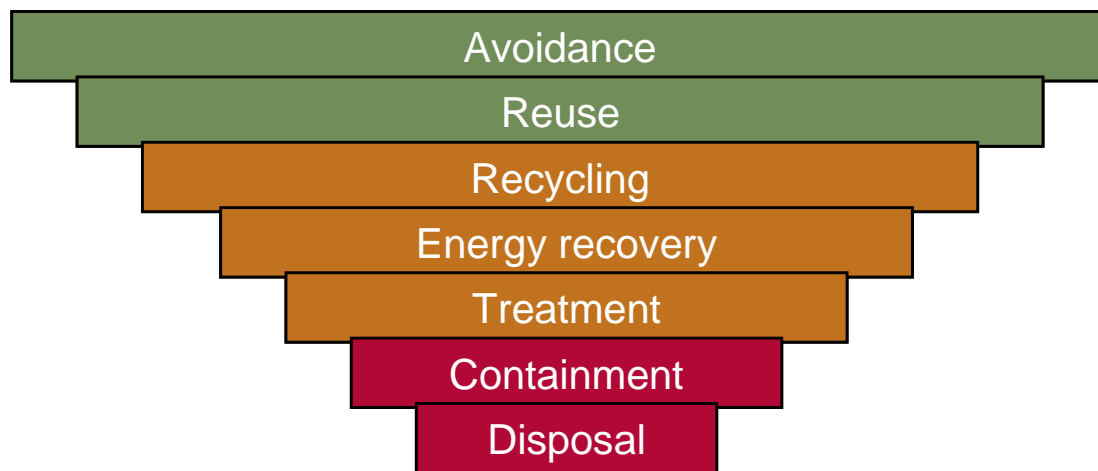 Avoidance
Reuse
Recycling
Energy recovery
Treatment
Containment
Disposal